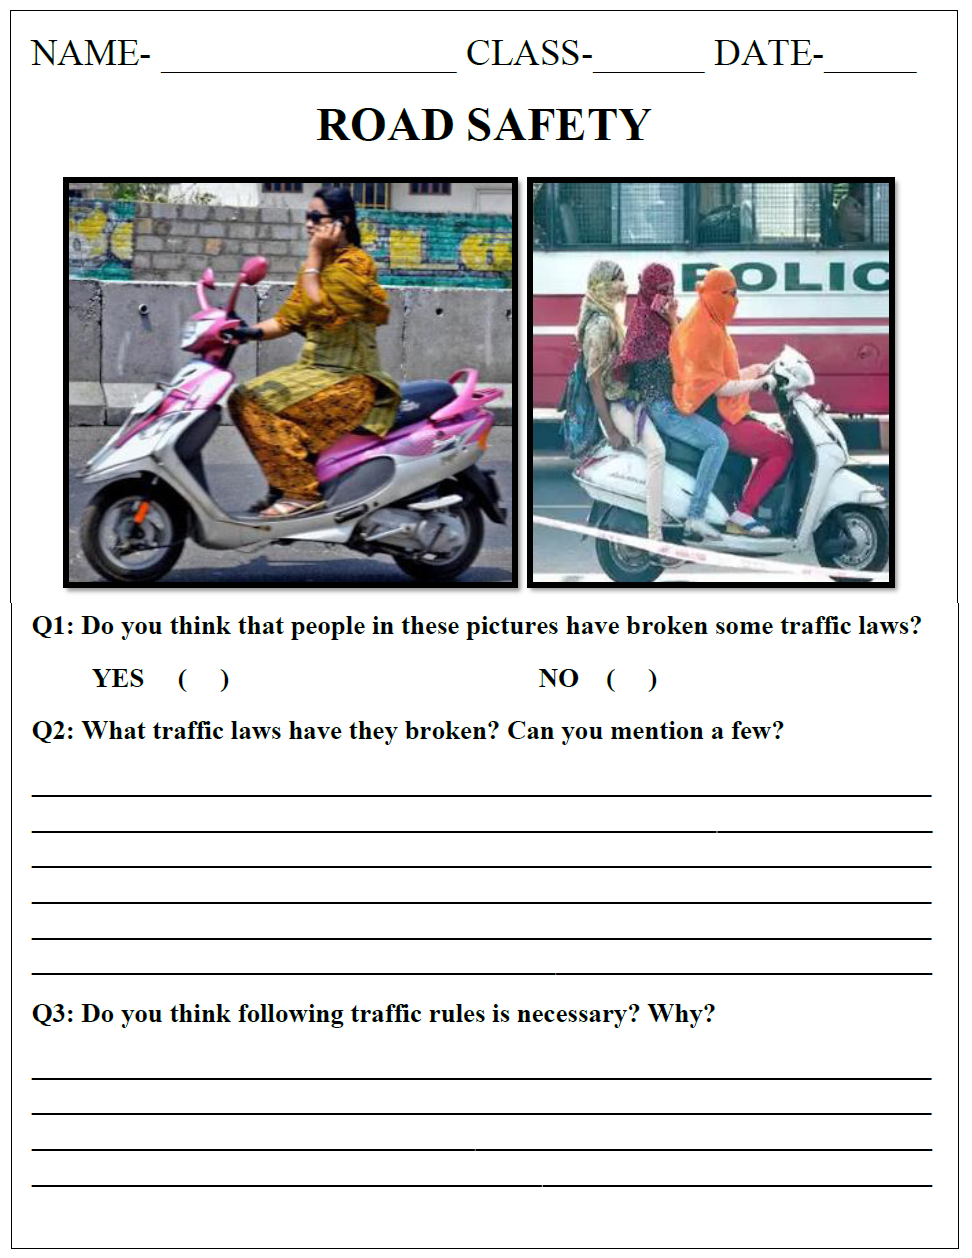 NAME- ________________ CLASS-______ DATE-_____
ROAD SAFETY
POLIC
Q1: Do you think that people in these pictures have broken some traffic laws?
YES ( ) NO ( )
Q2: What traffic laws have they broken? Can you mention a few?
Q3: Do you think following traffic rules is necessary? Why?